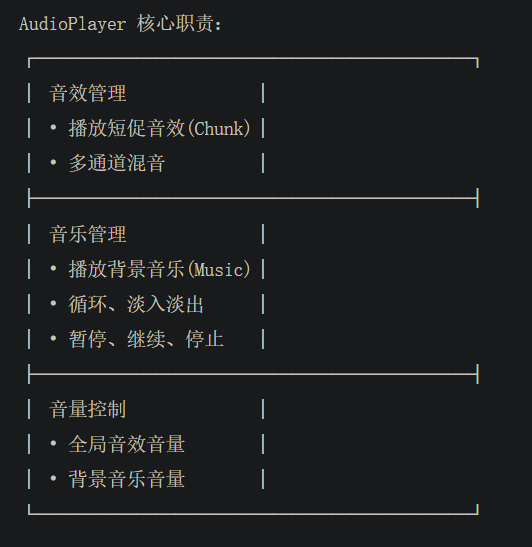 AudioPlayer 核心职责：
音效管理
• 播放短促音效(Chunk)
• 多通道混音
音乐管理
• 播放背景音乐(Music)
• 循环、淡入淡出
• 暂停、继续、停止
音量控制
• 全局音效音量
• 背景音乐音量